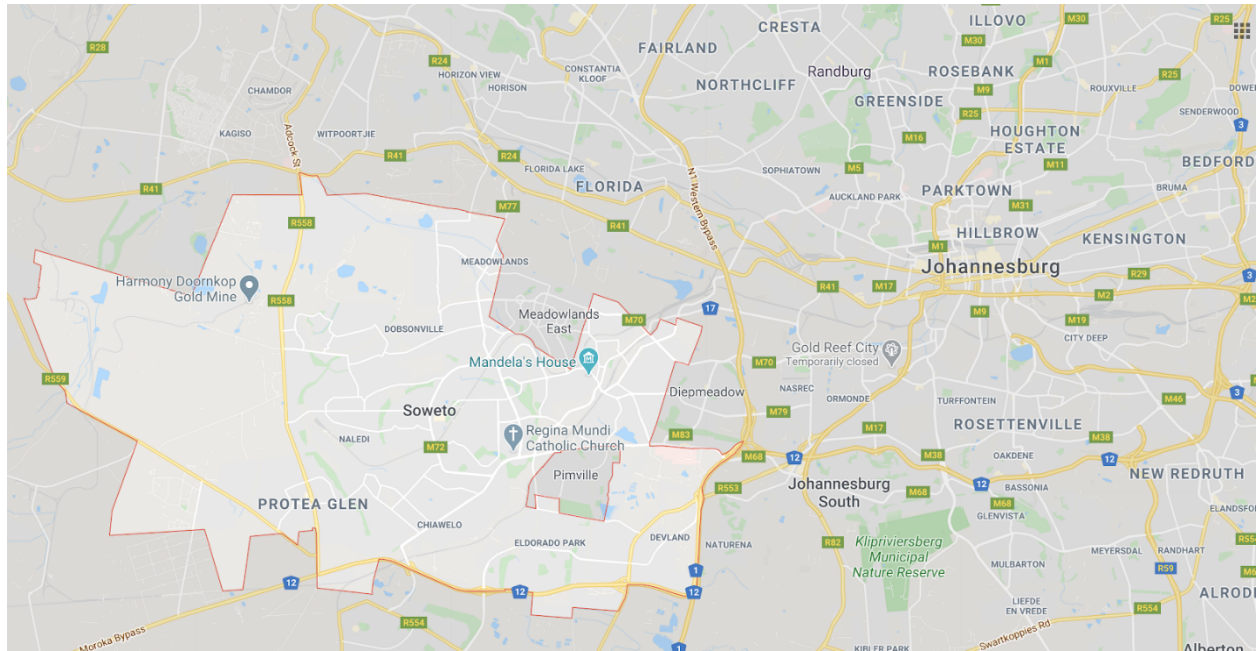 CRESTA
ILLOVO
M30
R25
R28
FAIRLAND
M30
R24
CONSTANTIA
KLOOF
HORIZON VIEW
HORISON
Randburg
ROSEBANK
M1
R25
NORTHCLIFF
M9
ROUXVILLE
CHAMDOR
GREENSIDE
R25
SENDERWOOD
3
Adcock St
KAGISO
WITPOORTJIE
M16
HOUGHTON
ESTATE
R41
R24
M5
M11
BEDFORD
FLORIDA LAKE
SOPHIATOWN
N1 Western Bypass
R41
FLORIDA
AUCKLAND PARK
PARKTOWN
BRUMA
M77
M31
R558
R41
HILLBROW
KENSINGTON
M1
MEADOWLANDS
Johannesburg
R29
3
Harmony Doornkop
Gold Mine
R41
M17
M2
R558
17
M9
M19
Meadowlands
East
M70
DOBSONVILLE
CITY DEEP
Gold Reef City
Temporarily closed
Mandela's House
M70
R559
Diepmeadow
NASREC
3
ORMONDE
TURFFONTEIN
M46
Soweto
M79
ROSETTENVILLE
Regina Mundi
Catholic Church
NALEDI
M72
M83
M17
M38
M68
12
M38
OAKDENE
12
Pimville
NEW REDRUTH
R553
Johannesburg
South
12
BASSONIA
M68
M68
PROTEA GLEN
GLENVISTA
CHIAWELO
DEVLAND
NATURENA
R82
Klipriviersberg
Municipal
Nature Reserve
ELDORADO PARK
MEYERSDAL
RANDHART
1
MULBARTON
R59
12
12
12
LIEFDE
EN VREDE
R554
R554
Moroka Bypass
Swartkoppies Rd
1
KIBLER PARK
Alberton